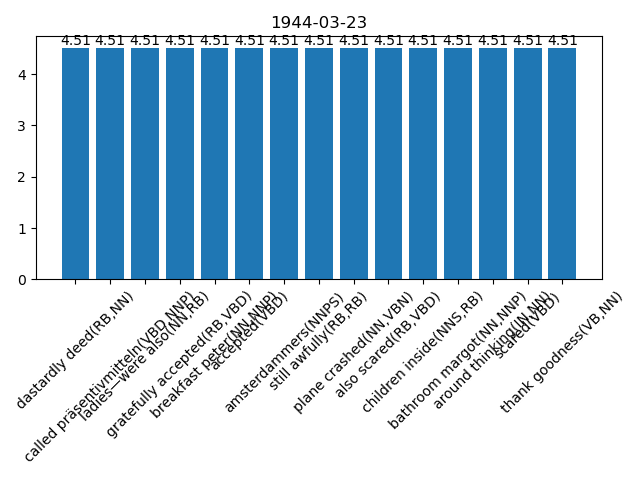 1944-03-23
4.51 4.51 4.51 4.51 4.51 4.51 4.51 4.51 4.51 4.51 4.51 4.51 4.51 4.51 4.51
4
3
2
1
0
dastardly deed(RB,NN)
called präsentivmitteln(VBD,NNP)
ladies—were also(NN,RB)
gratefully accepted(RB,VBD)
breakfast peter(NN,NNP)
accepted(VBD)
amsterdammers(NNPS)
still awfully(RB,RB)
plane crashed(NN,VBN)
also scared(RB,VBD)
children inside(NNS,RB)
bathroom margot(NN,NNP)
around thinking(IN,NN)
scared(VBD)
thank goodness(VB,NN)